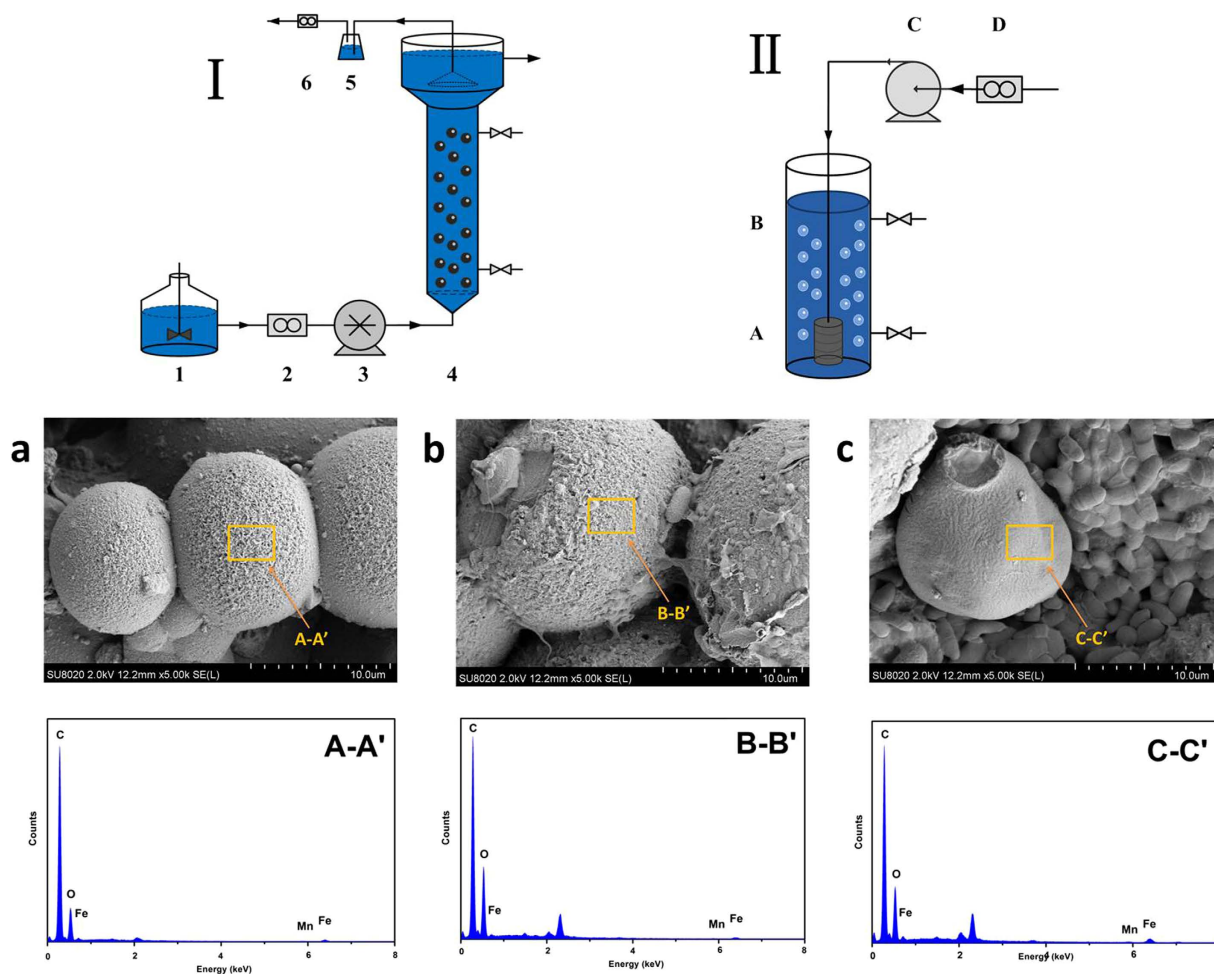 I
6 5
1 2 3 4
II
C D
B
A
a
A-A'
SU8020 2.0kV 12.2mm x5.00k SE(L) 10.0um
b
B-B'
SU8020 2.0kV 12.2mm x5.00k SE(L) 10.0um
c
C-C'
SU8020 2.0kV 12.2mm x5.00k SE(L) 10.0um
A-A'
C
O
Fe
Mn Fe
Counts
0 2 4 6 8
Energy (keV)
B-B'
C
O
Fe
Mn Fe
Counts
0 2 4 6 8
Energy (keV)
C-C'
C
O
Fe
Mn Fe
Counts
0 2 4 6
Energy (keV)